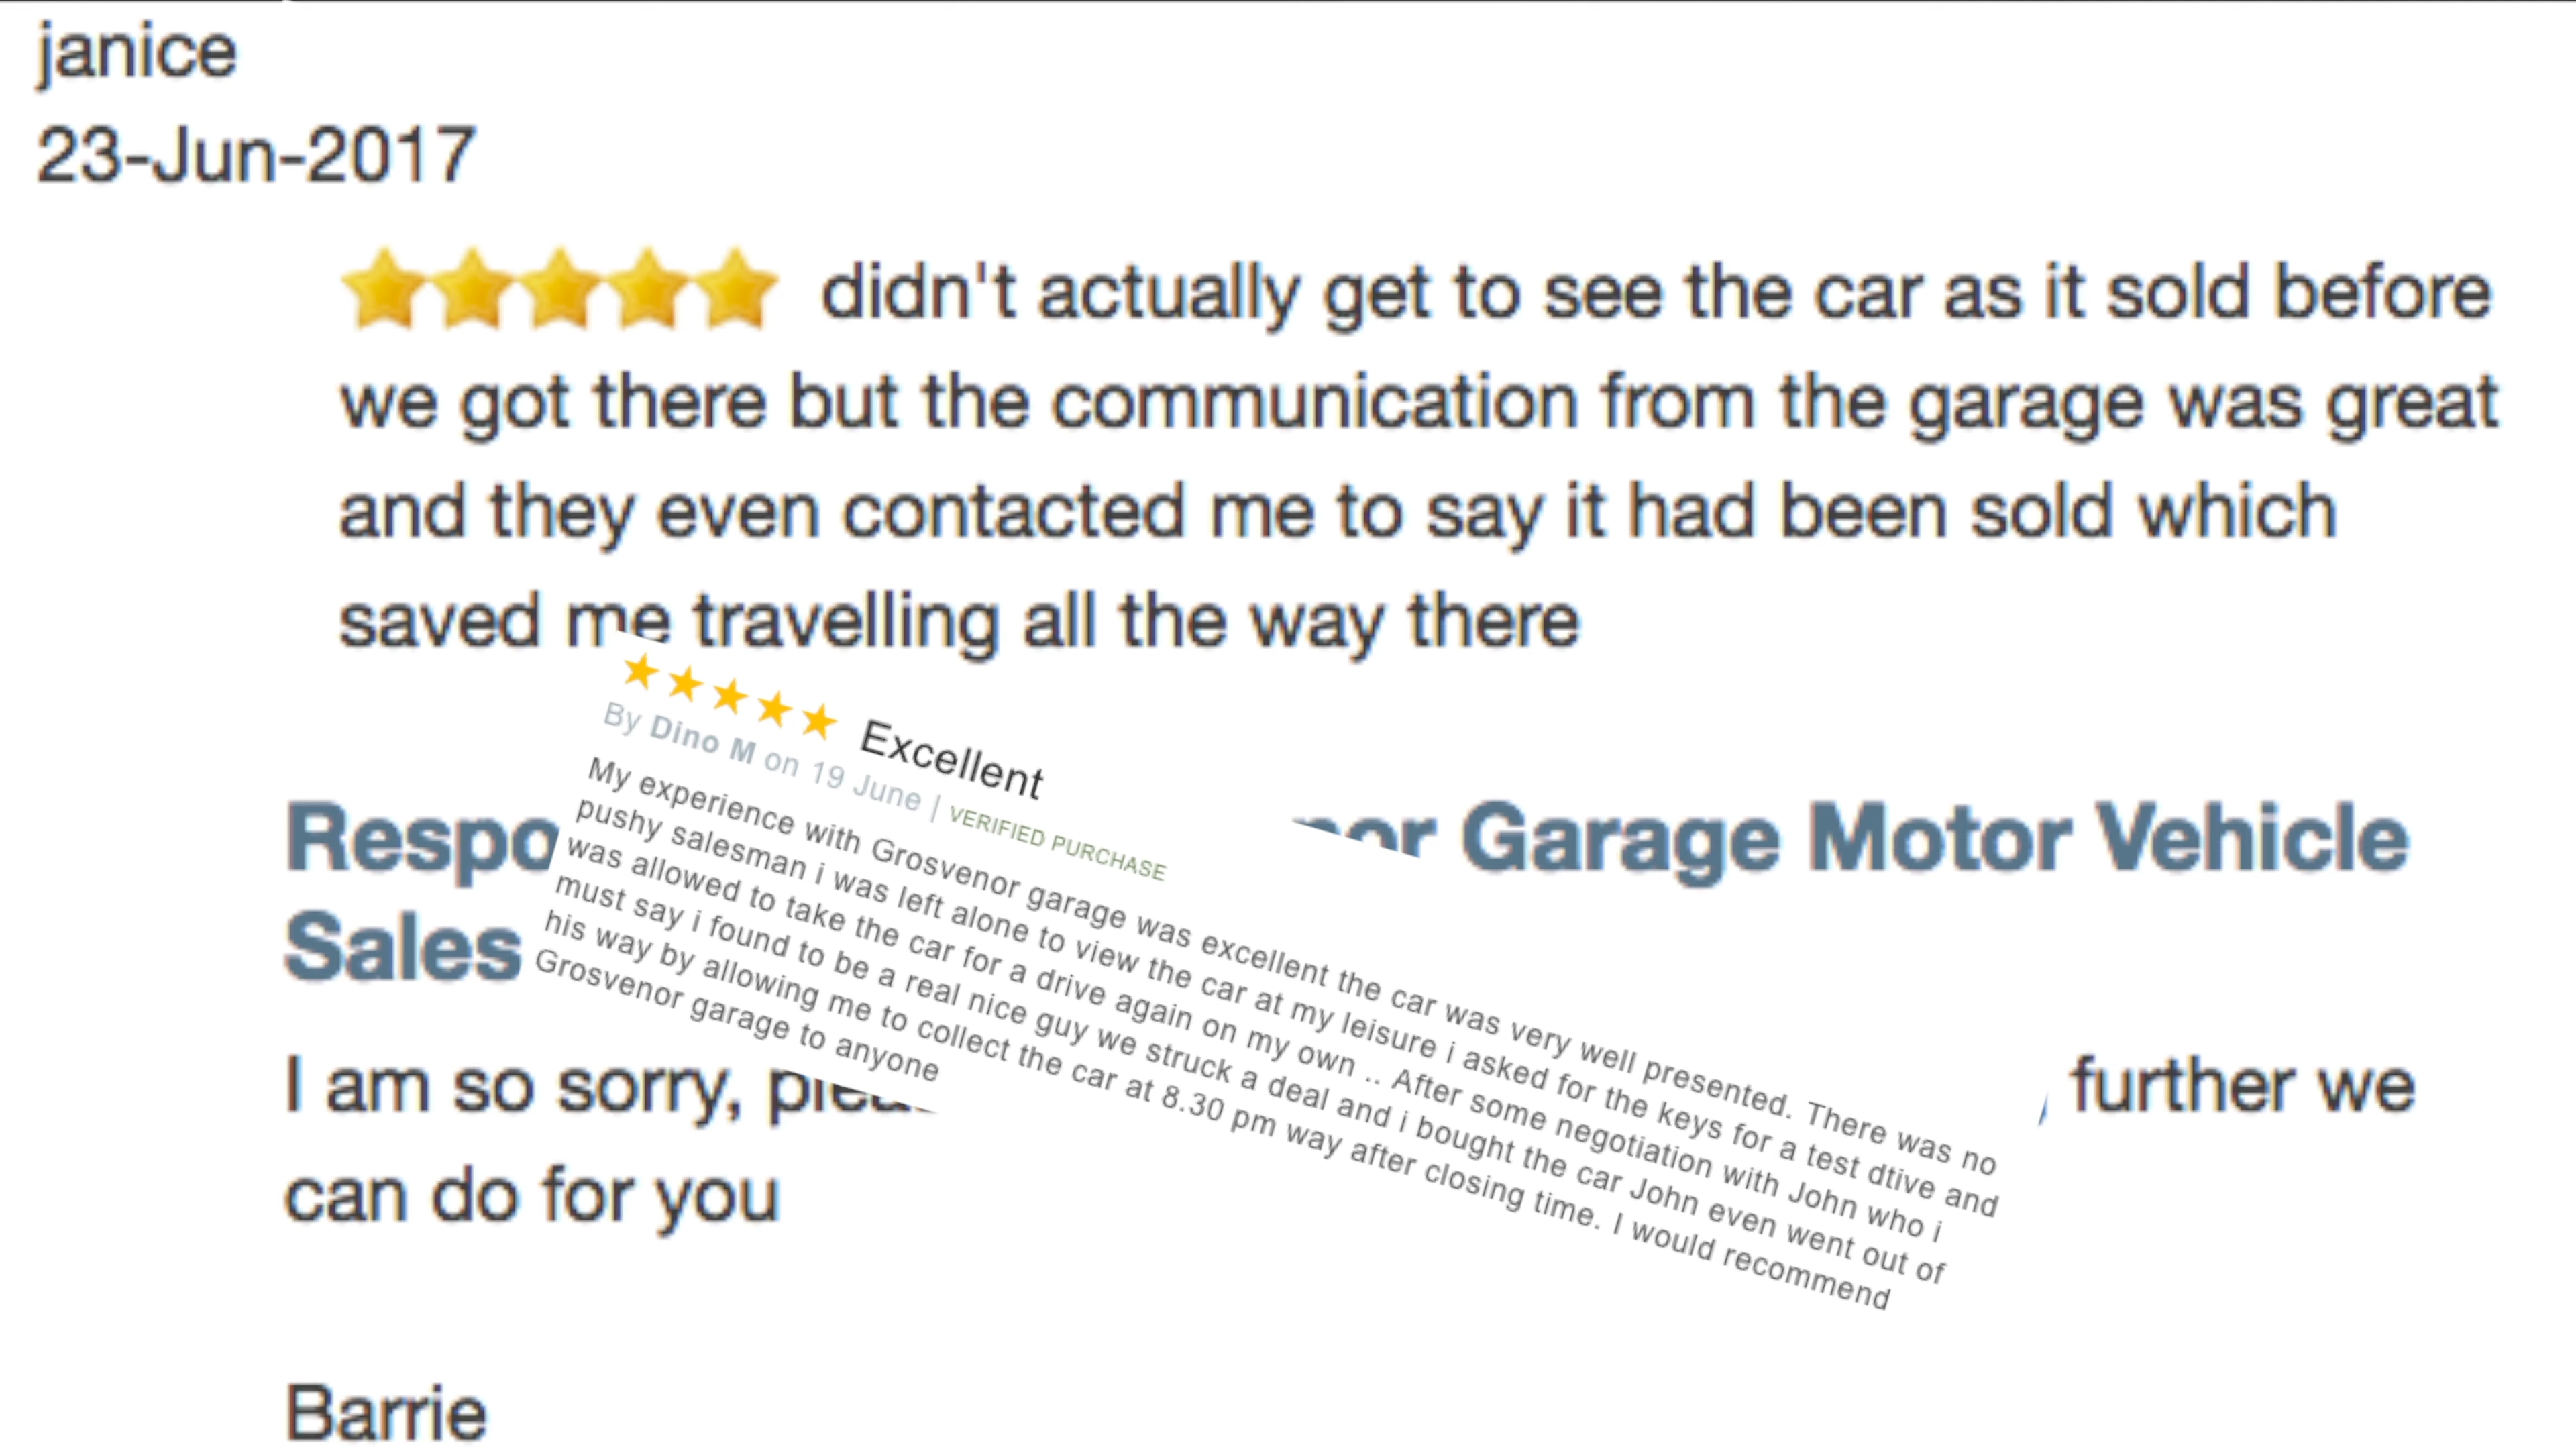 janice
23-Jun-2017
didn't actually get to see the car as it sold before
we got there but the communication from the garage was great
and they even contacted me to say it had been sold which
saved me travelling all the way there
Excellent
By Dino M on 19 June | VERIFIED PURCHASE
My experience with Grosvenor garage was excellent the car was very well presented. There was no
pushy salesman i was left alone to view the car at my leisure i asked for the keys for a test dtive and
was allowed to take the car for a drive again on my own .. After some negotiation with John who i
must say i found to be a real nice guy we struck a deal and i bought the car John even went out of
his way by allowing me to collect the car at 8.30 pm way after closing time. I would recommend
Grosvenor garage to anyone
Garage Motor Vehicle
Sales
I am so sorry, further we
can do for you
Barrie